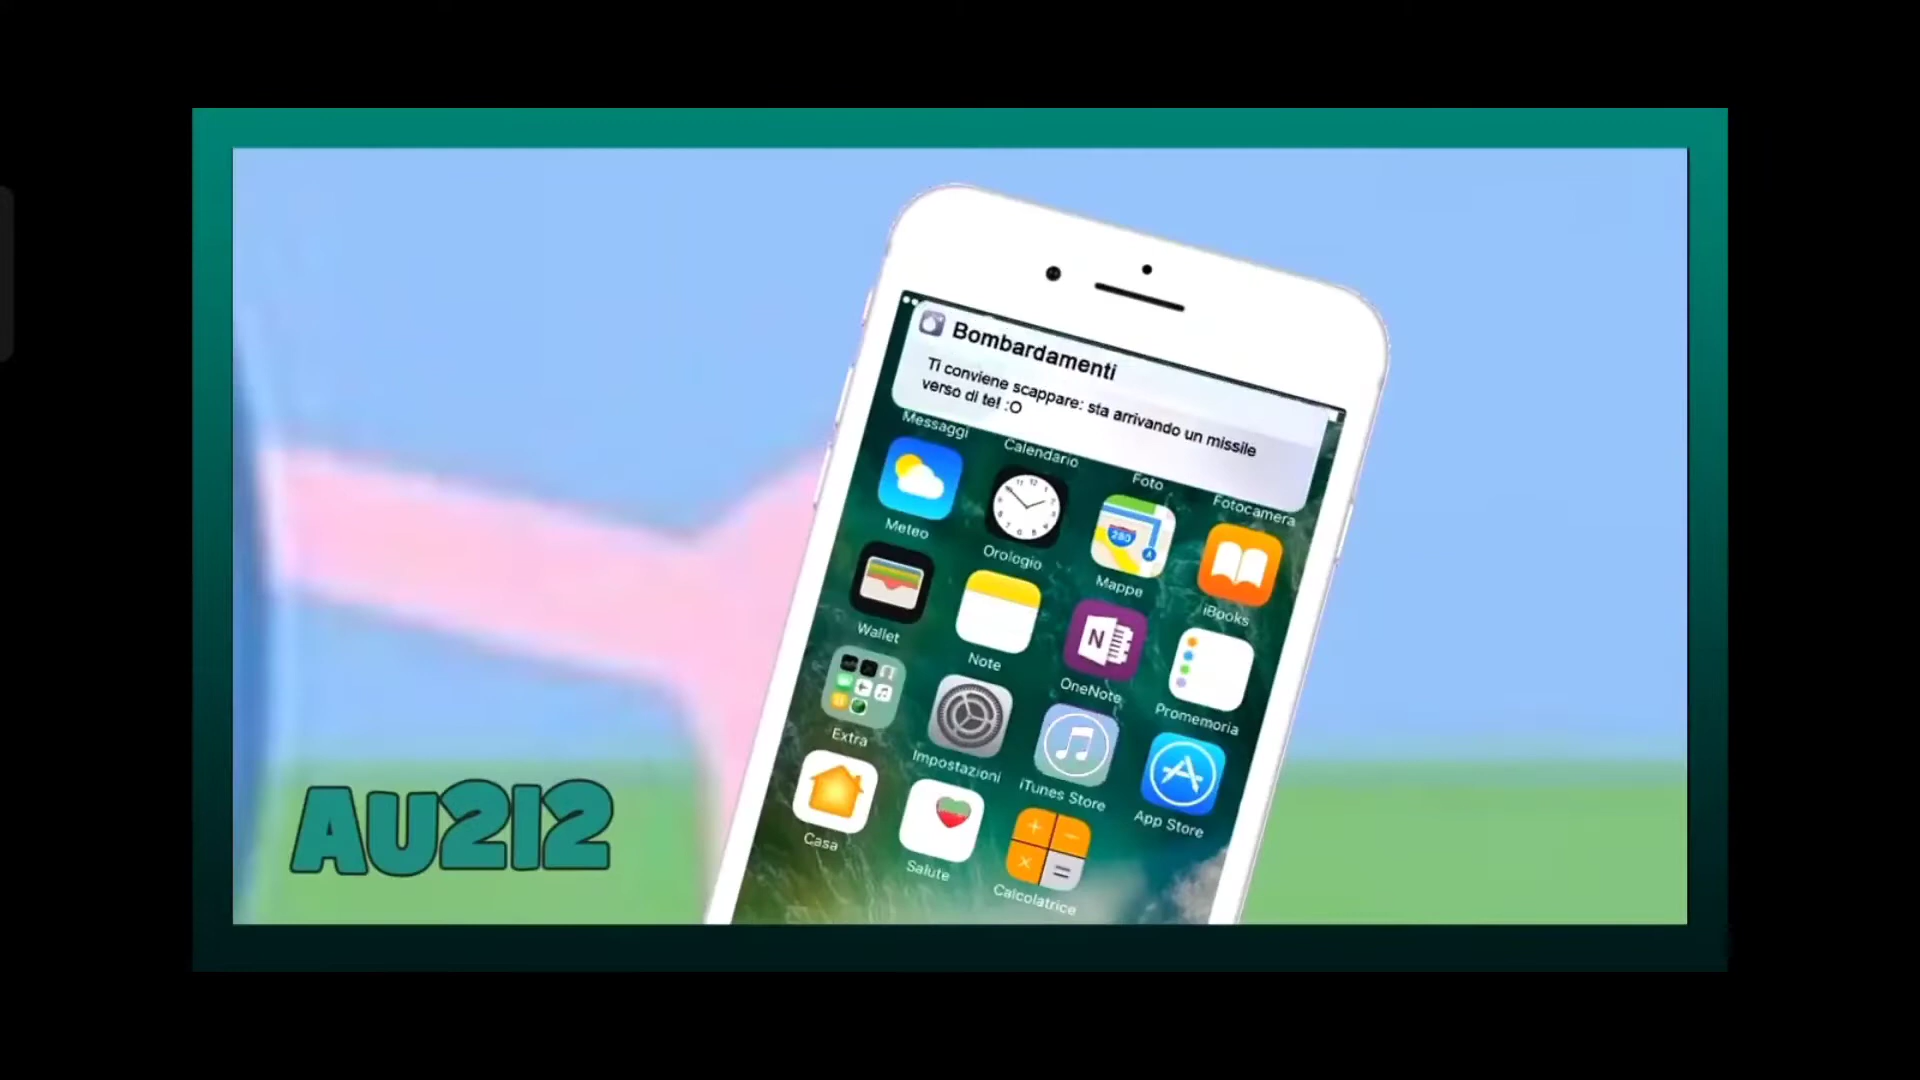 Bombardamenti
Ti conviene scappare: sta arrivando un missile
verso di te! :O
Messaggi
Calendario
Foto
Fotocamera
Meteo
Orologio
Mappe
280
iBooks
Wallet
Note
N
OneNote
Promemoria
Extra
Impostazioni
iTunes Store
App Store
Casa
Salute
Calcolatrice
AU212